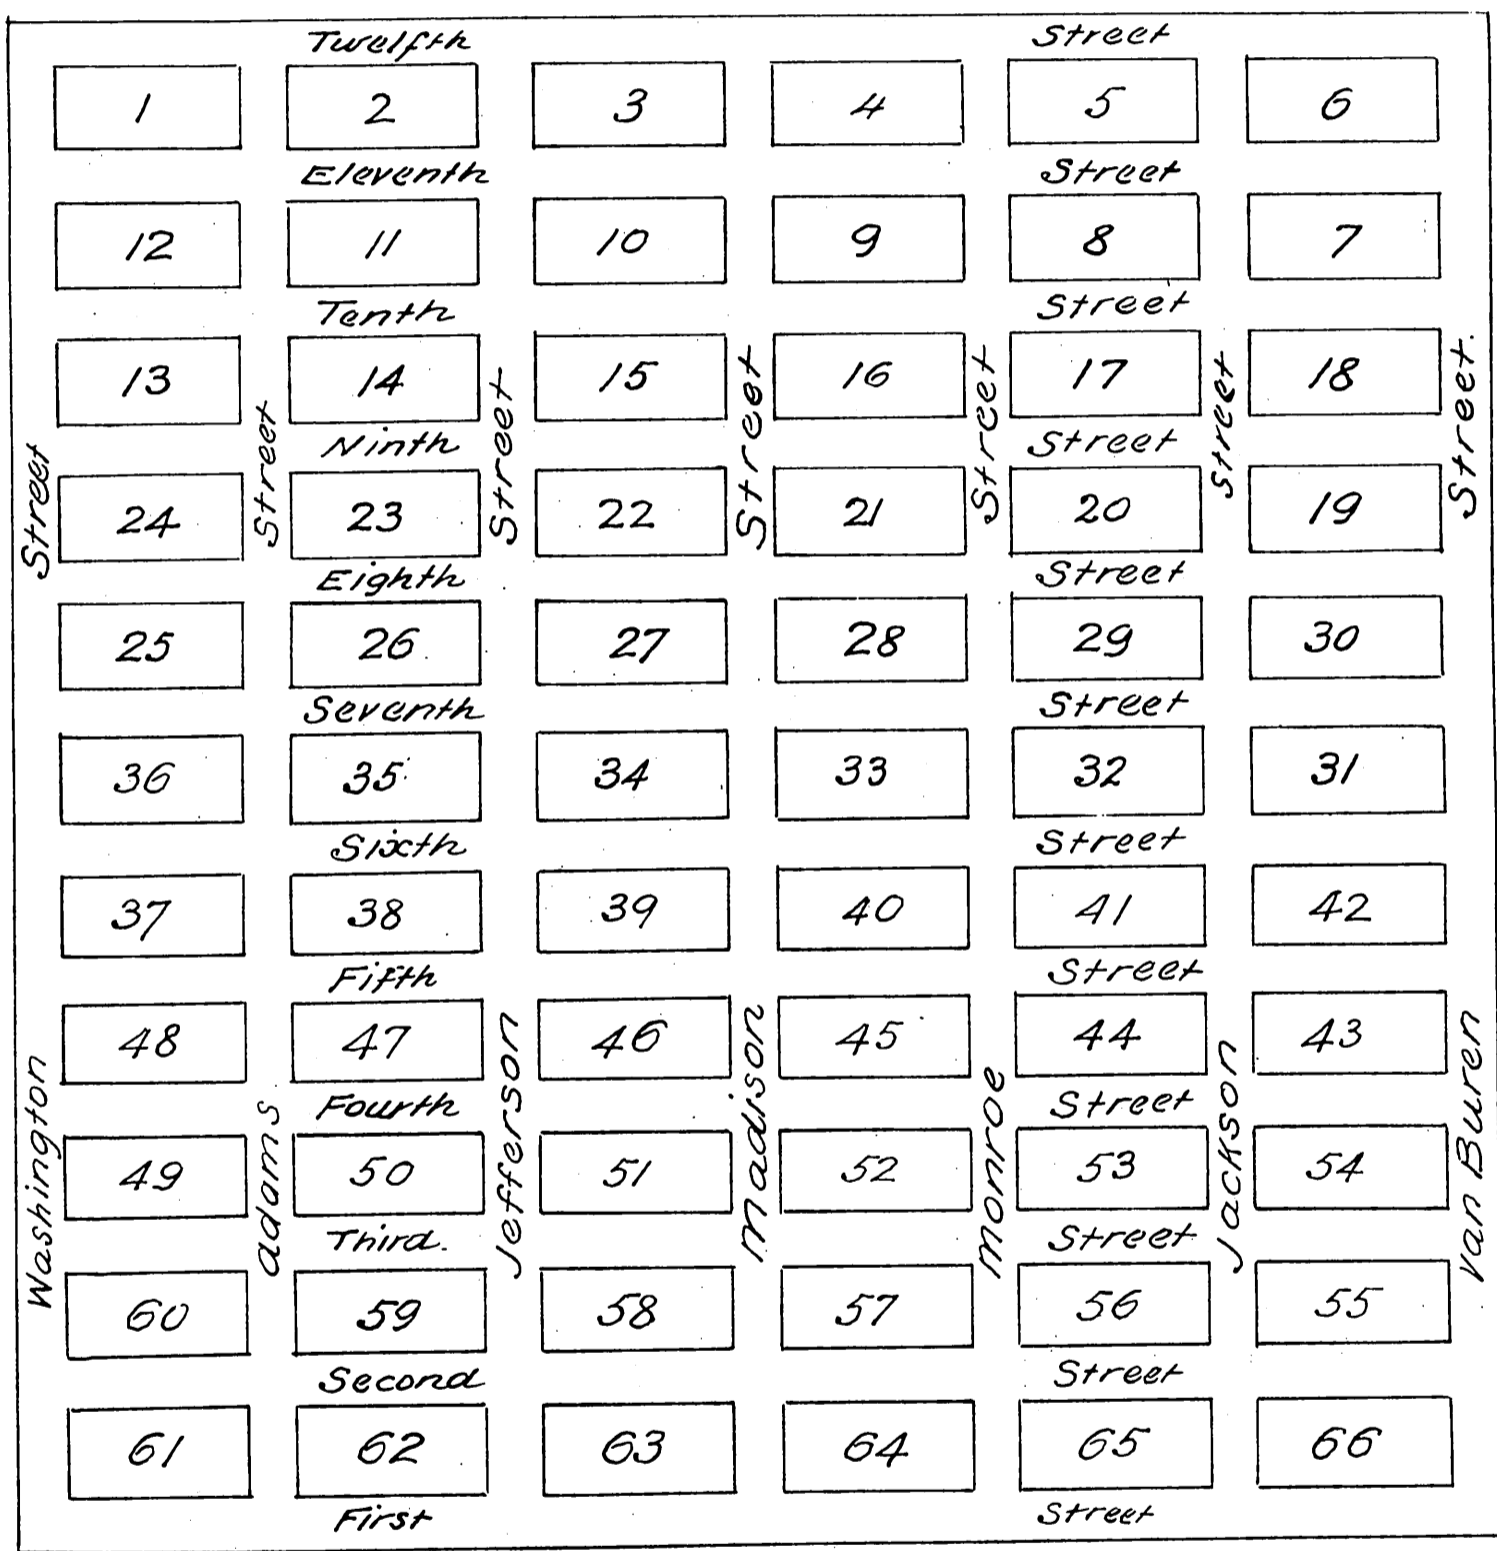 Twelfth Street
1 2 3 4 5 6
Eleventh Street
12 11 10 9 8 7
Tenth Street
13 14 15 16 17 18
Ninth Street
24 23 22 21 20 19
Eighth Street
25 26 27 28 29 30
Seventh Street
36 35 34 33 32 31
Sixth Street
37 38 39 40 41 42
Fifth Street
48 47 46 45 44 43
Fourth Street
49 50 51 52 53 54
Third. Street
60 59 58 57 56 55
Second Street
61 62 63 64 65 66
First Street
Washington Street
adams Street
Jefferson Street
madison Street
monroe Street
Jackson street
van Buren Street.